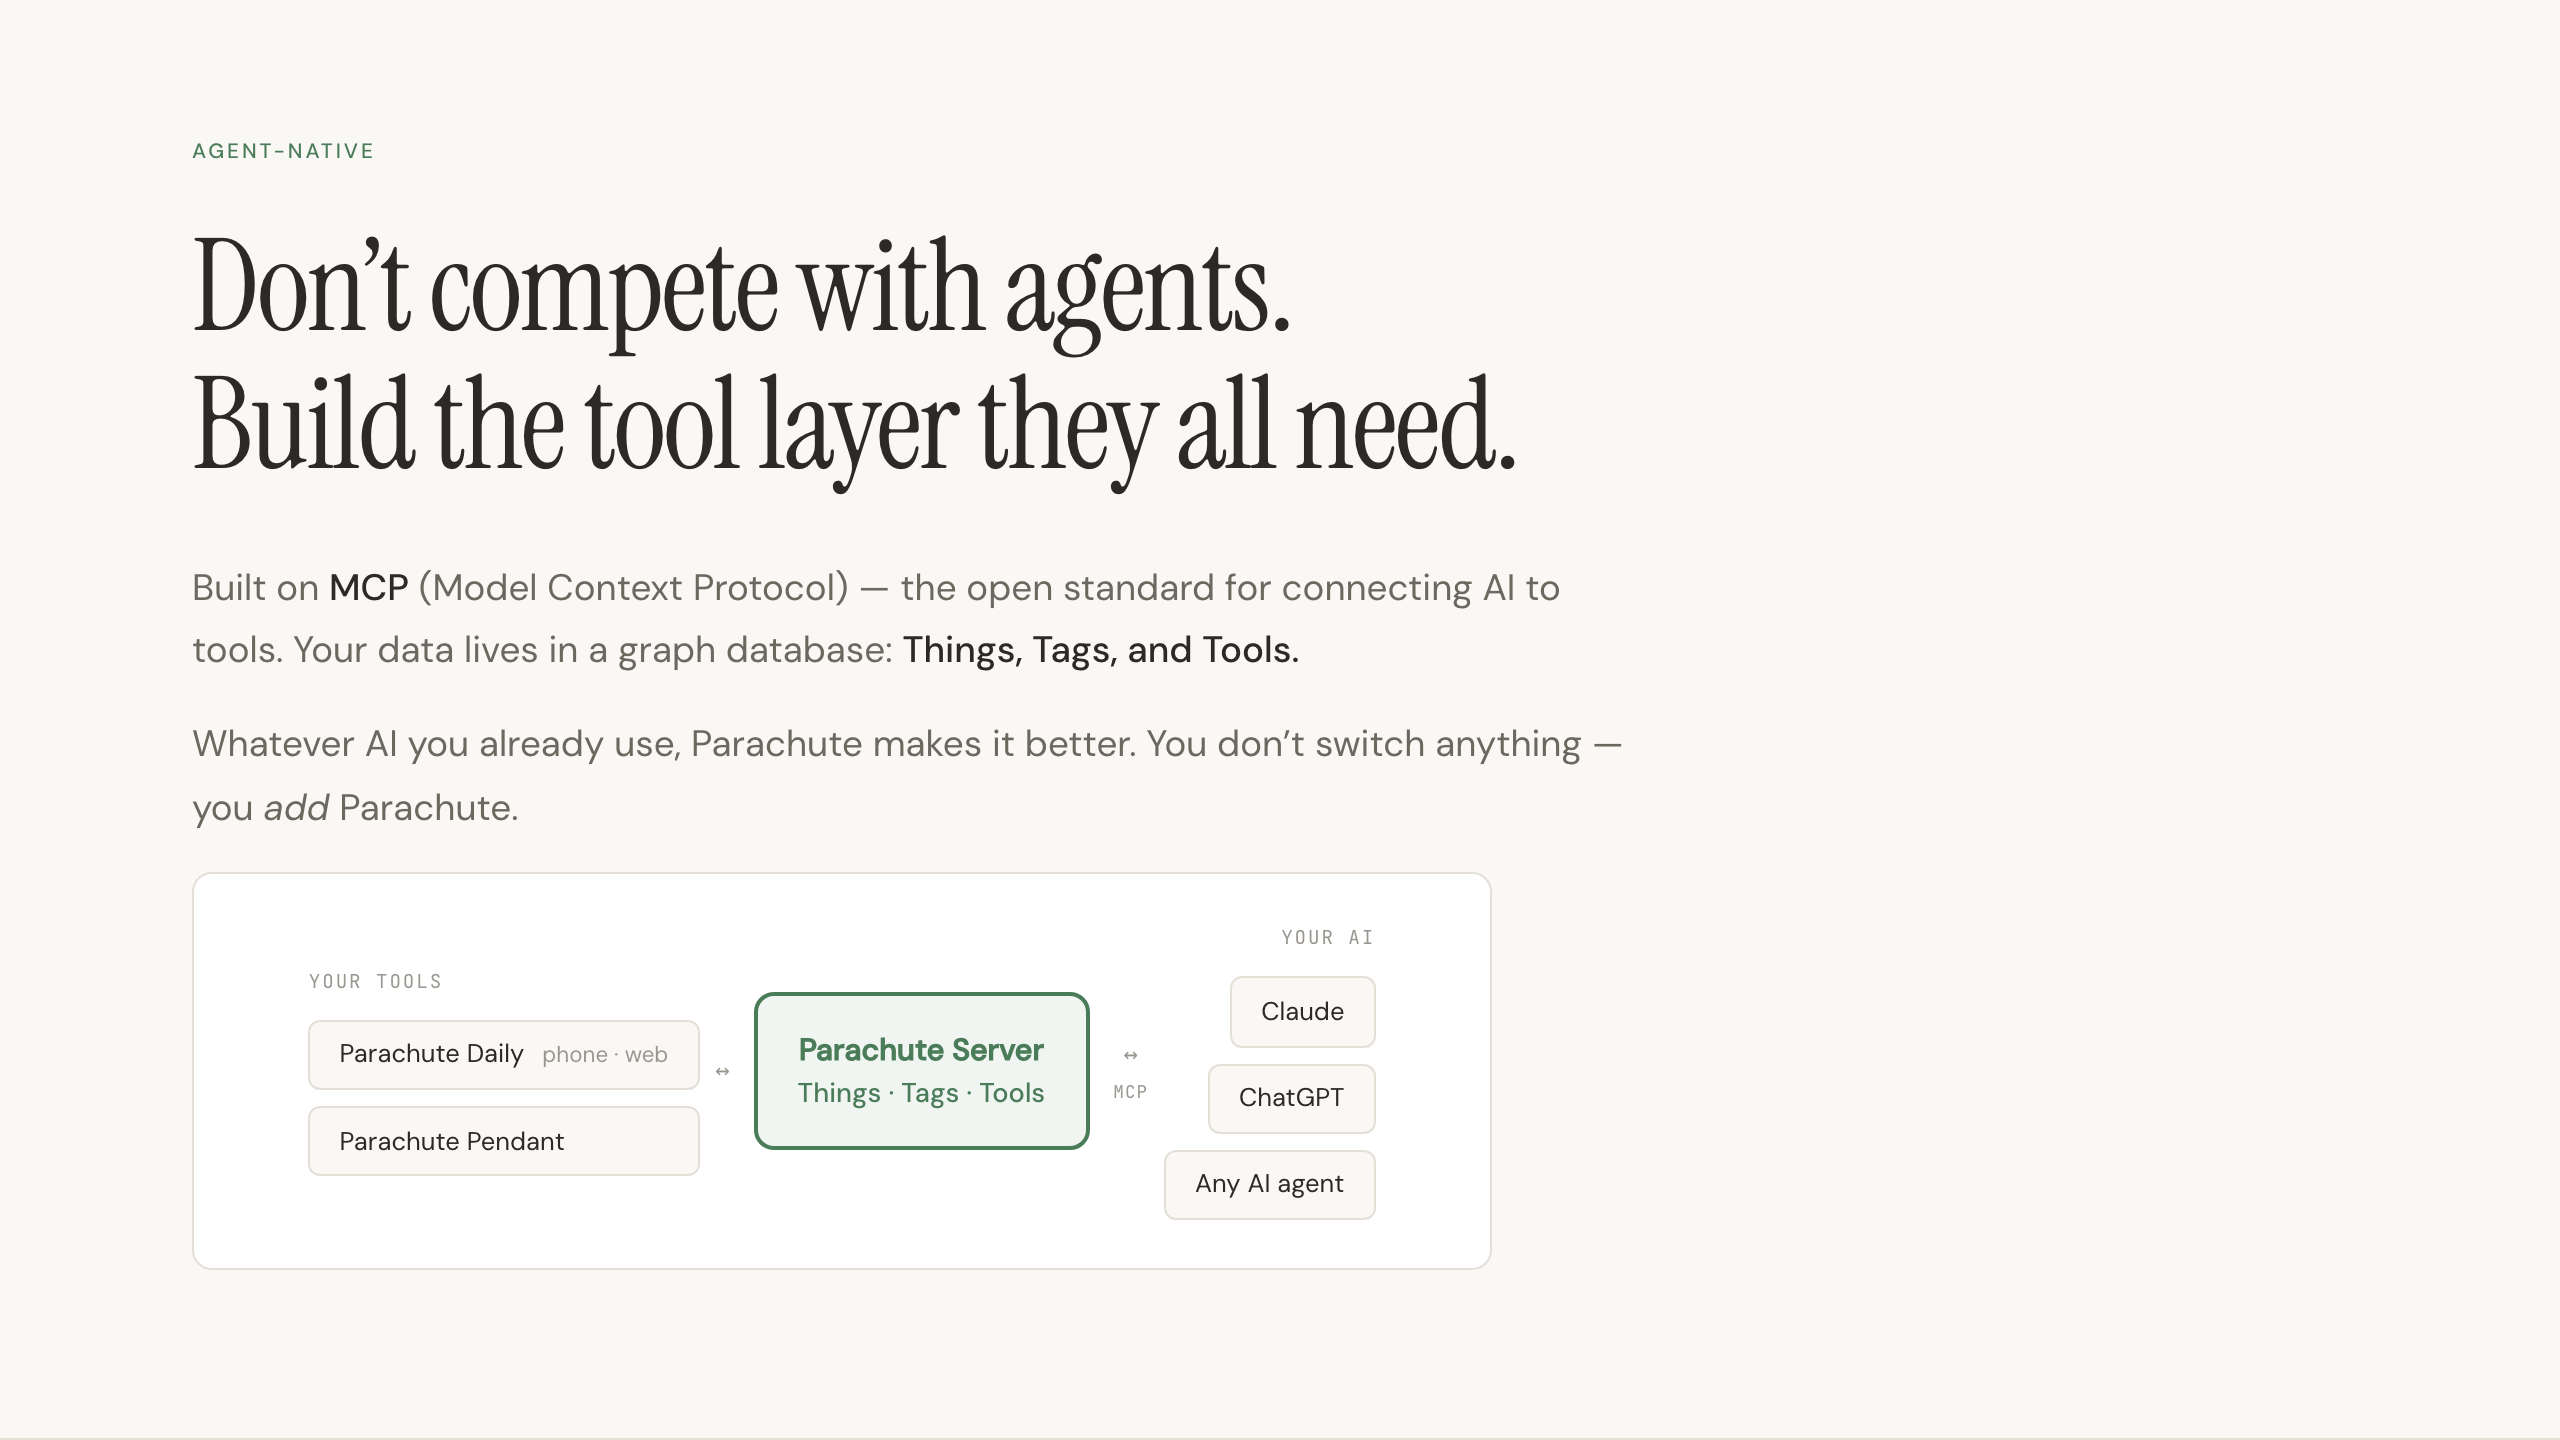 AGENT-NATIVE
Don’t compete with agents.
Build the tool layer they all need.
Built on MCP (Model Context Protocol) — the open standard for connecting AI to
tools. Your data lives in a graph database: Things, Tags, and Tools.
Whatever AI you already use, Parachute makes it better. You don’t switch anything —
you add Parachute.
YOUR TOOLS
Parachute Daily phone · web
Parachute Pendant
↔
Parachute Server
Things · Tags · Tools
↔
MCP
YOUR AI
Claude
ChatGPT
Any AI agent